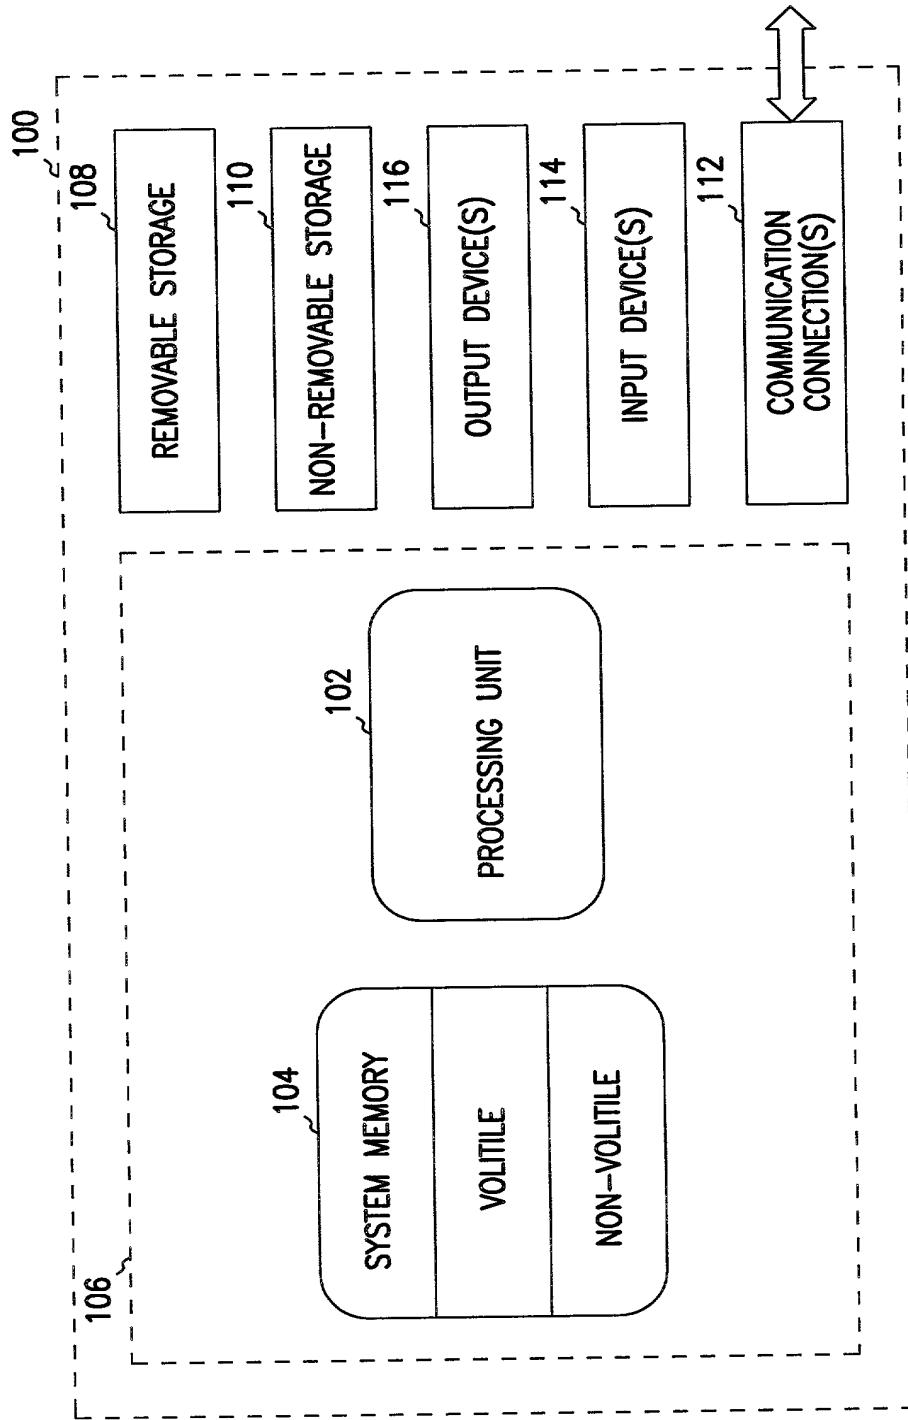 100
108
REMOVABLE STORAGE
110
NON-REMOVABLE STORAGE
116
OUTPUT DEVICE(S)
114
INPUT DEVICE(S)
112
COMMUNICATION
CONNECTION(S)
106
104
SYSTEM MEMORY
VOLITILE
NON-VOLITILE
102
PROCESSING UNIT